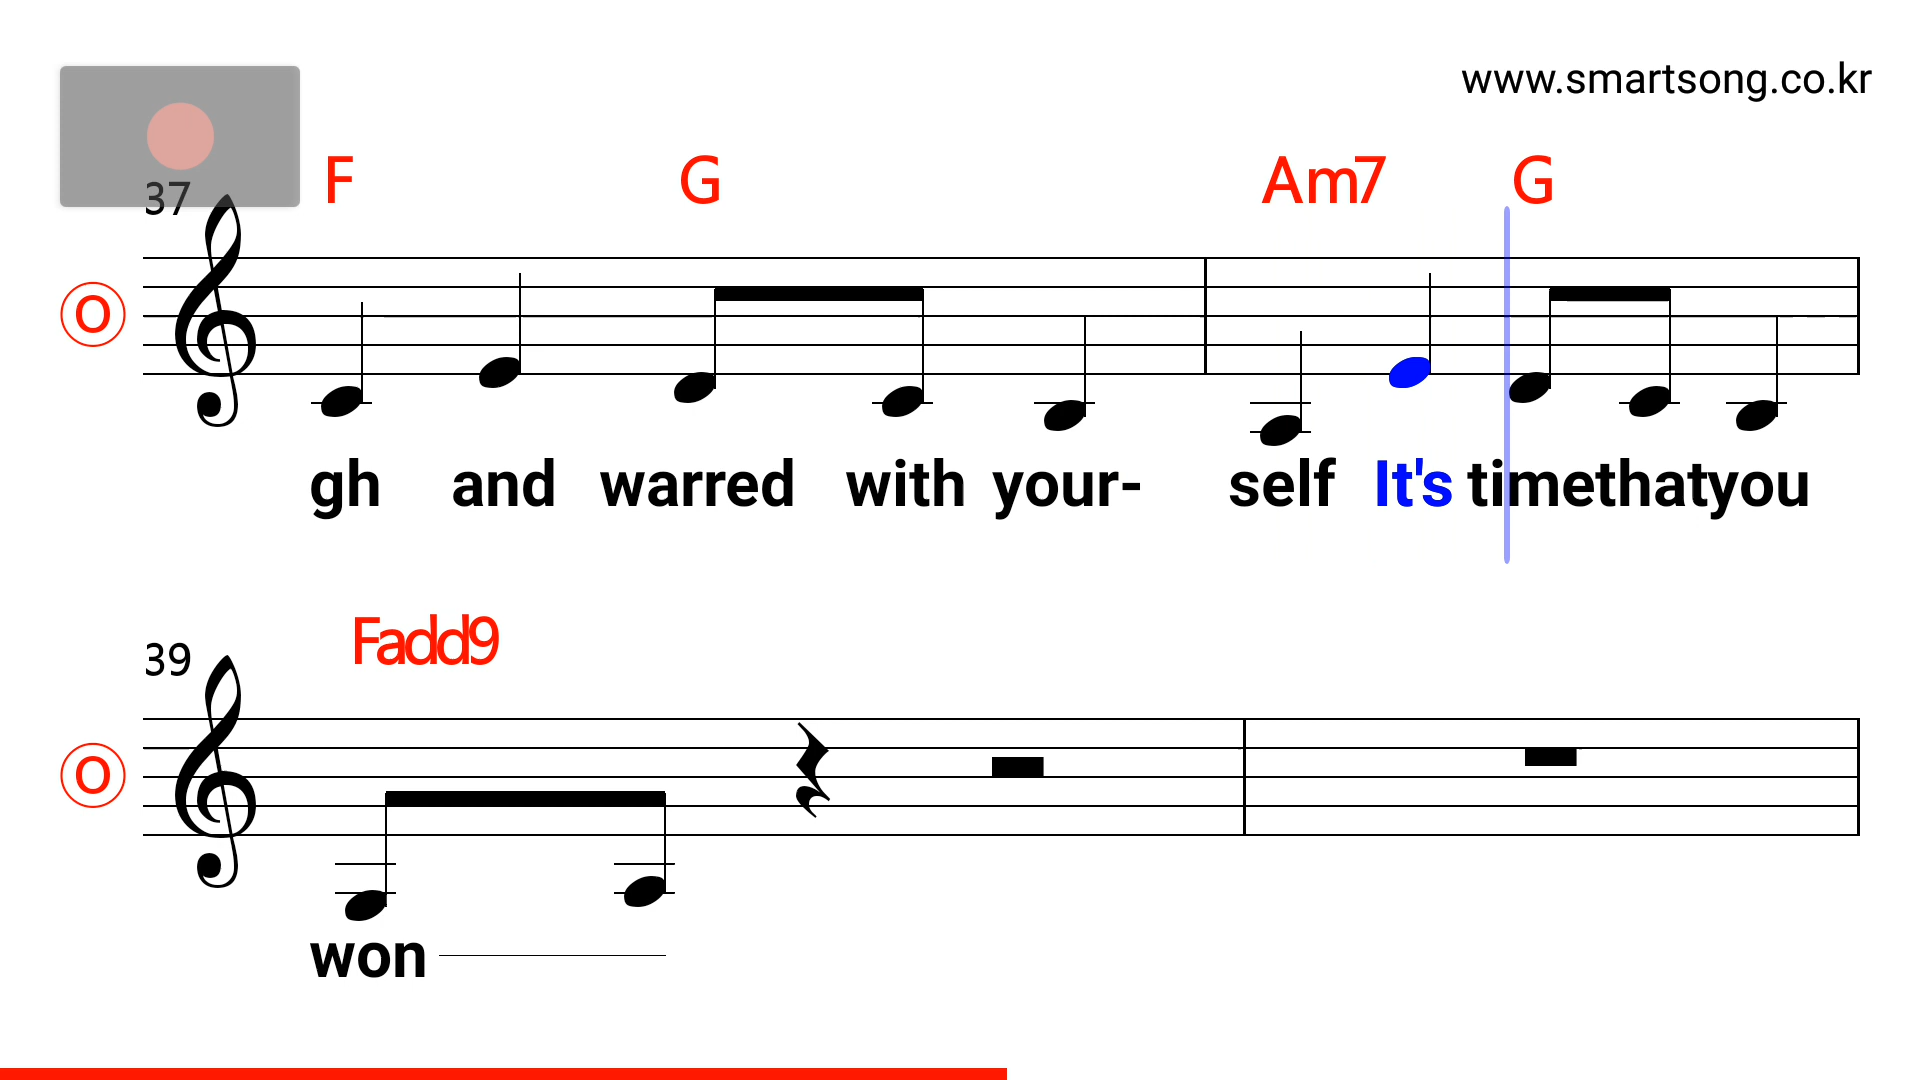 www.smartsong.co.kr
F G Am7 G
37
O
gh and warred with your- self It's timethatyou
Fadd9
39
O
won